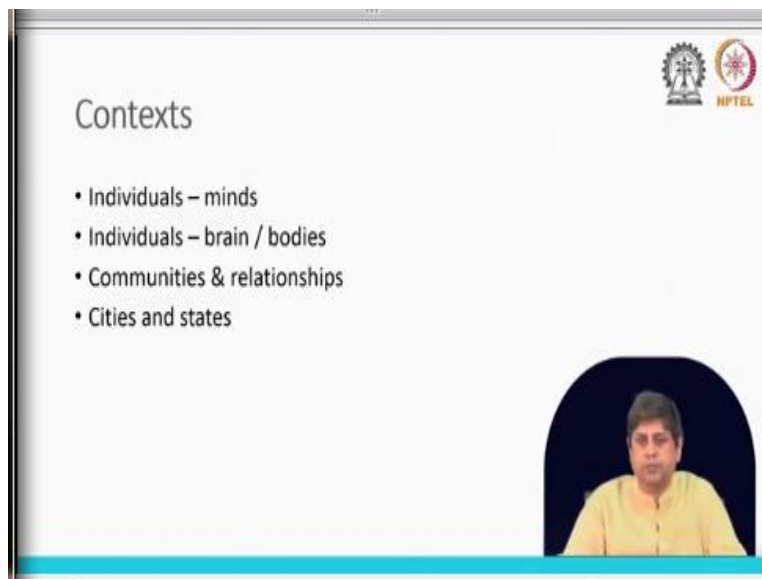 NPTEL
Contexts
• Individuals – minds
• Individuals – brain / bodies
• Communities & relationships
• Cities and states